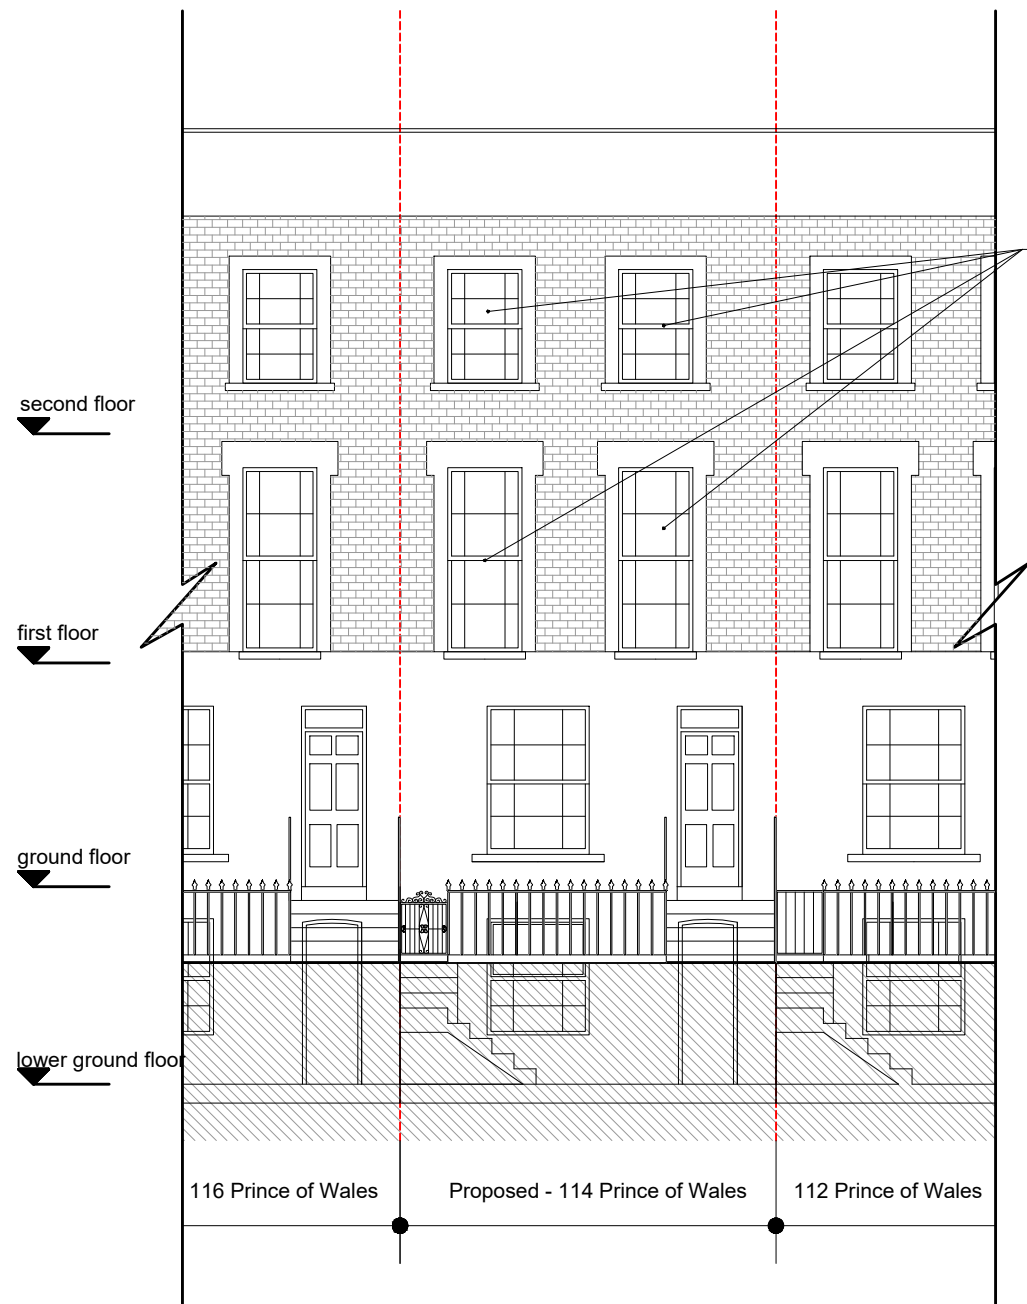 second floor
first floor
ground floor
lower ground floor
116 Prince of Wales
Proposed - 114 Prince of Wales
112 Prince of Wales